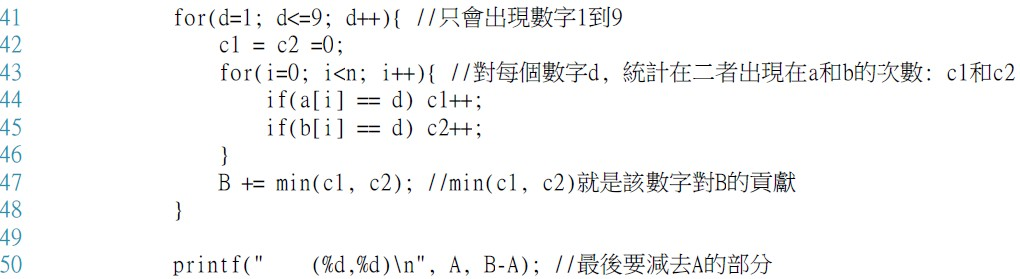 41 for(d=1; d<=9; d++){ //只會出現數字1到9
42 c1 = c2 =0;
43 for(i=0; i<n; i++){ //對每個數字d, 統計在二者出現在a和b的次數: c1和c2
44 if(a[i] == d) c1++;
45 if(b[i] == d) c2++;
46 }
47 B += min(c1, c2); //min(c1, c2)就是該數字對B的貢獻
48 }
49
50 printf("    (%d,%d)\n", A, B-A); //最後要減去A的部分